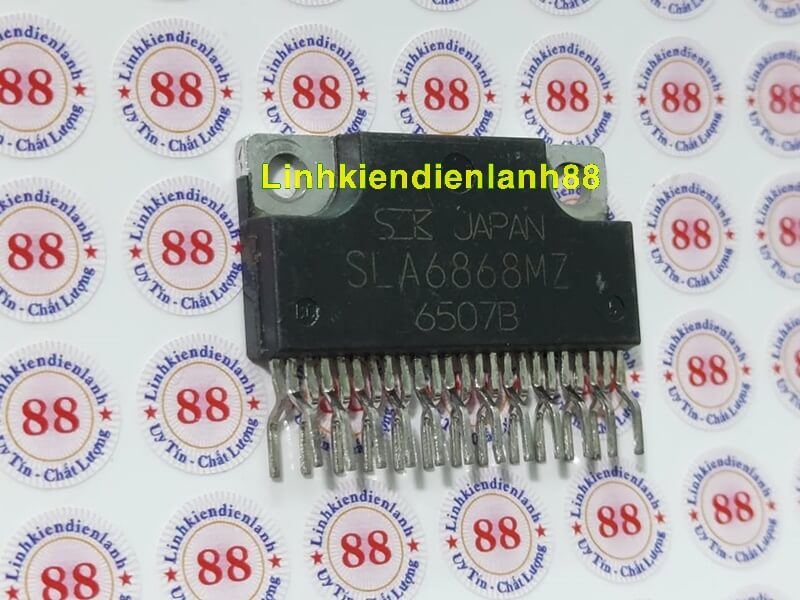 Linhkiendienlanh88
SK JAPAN
SLA6868MZ
6507B
Linhkiendienlanh
88
Uy Tín - Chất Lượng